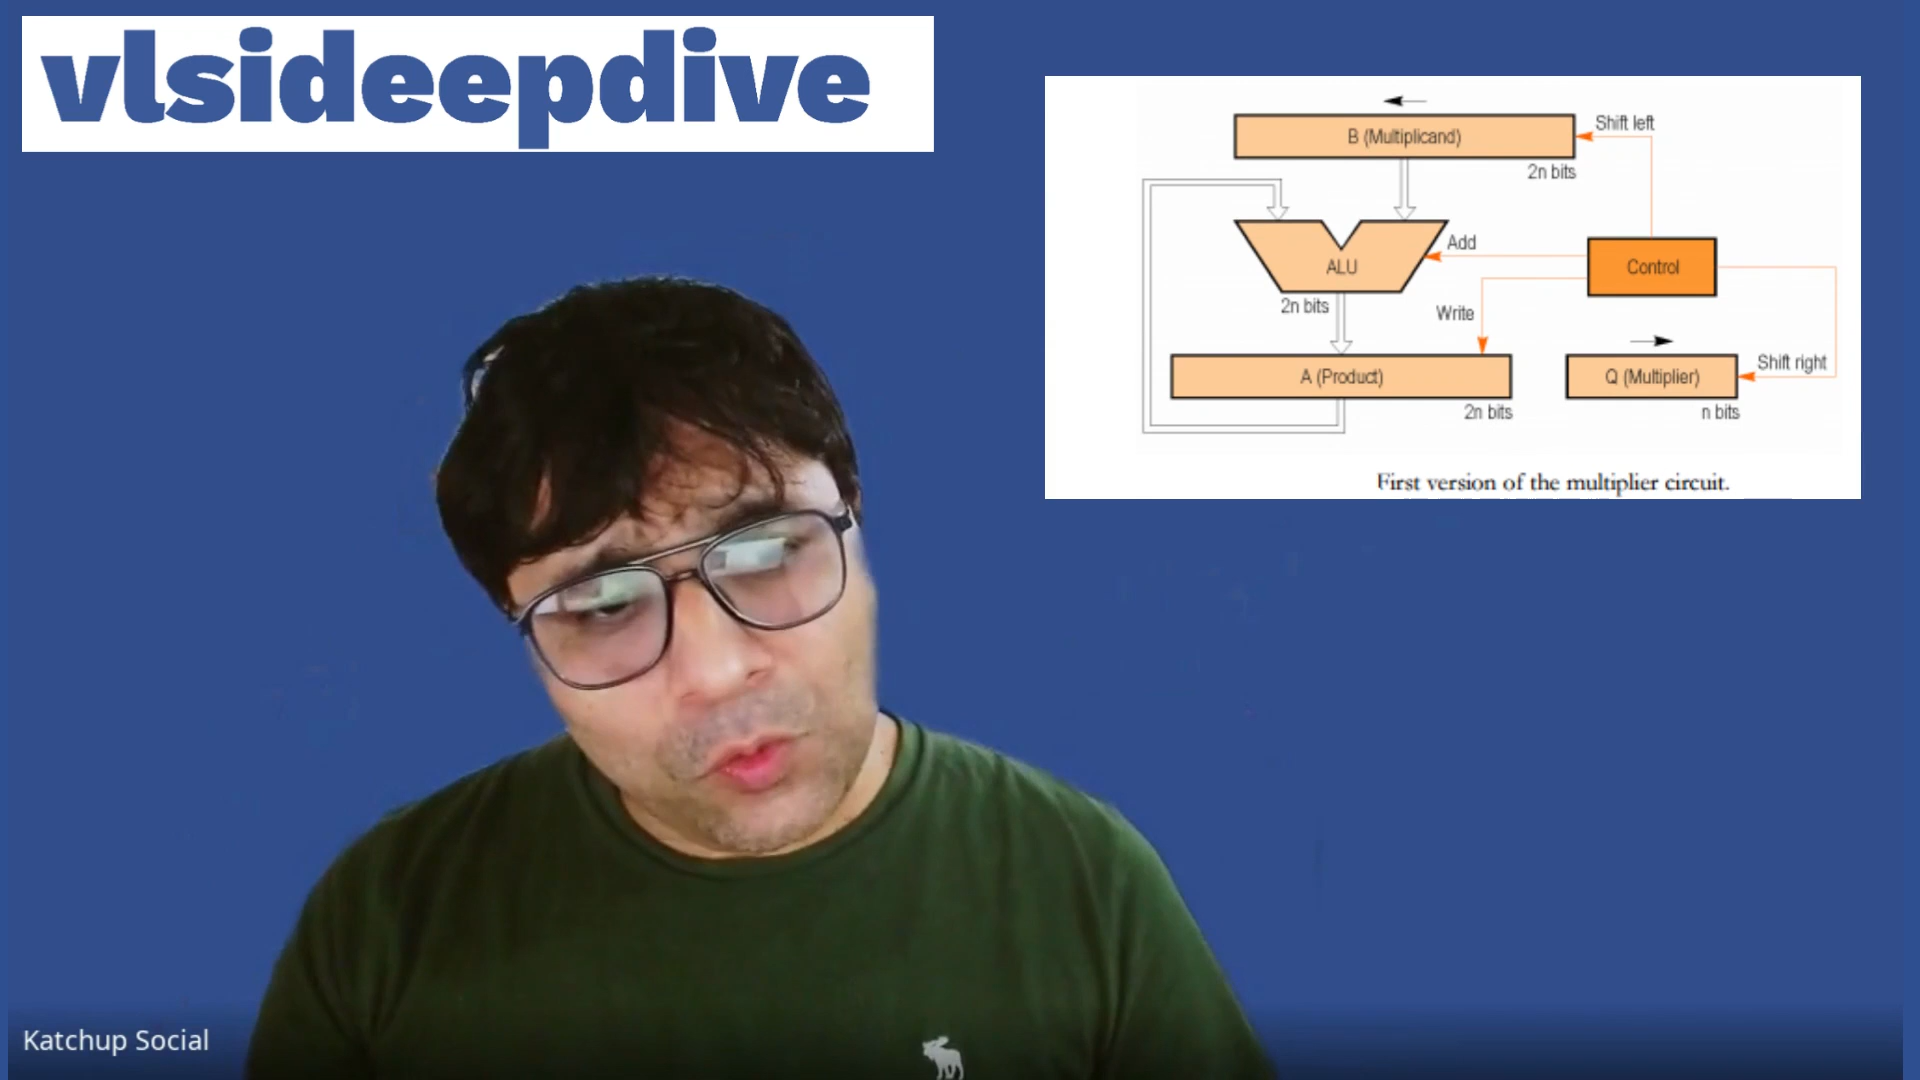 vlsideepdive
B (Multiplicand)
Shift left
2n bits
Add
ALU
Control
2n bits
Write
Shift right
A (Product)
Q (Multiplier)
2n bits
n bits
First version of the multiplier circuit.
Katchup Social